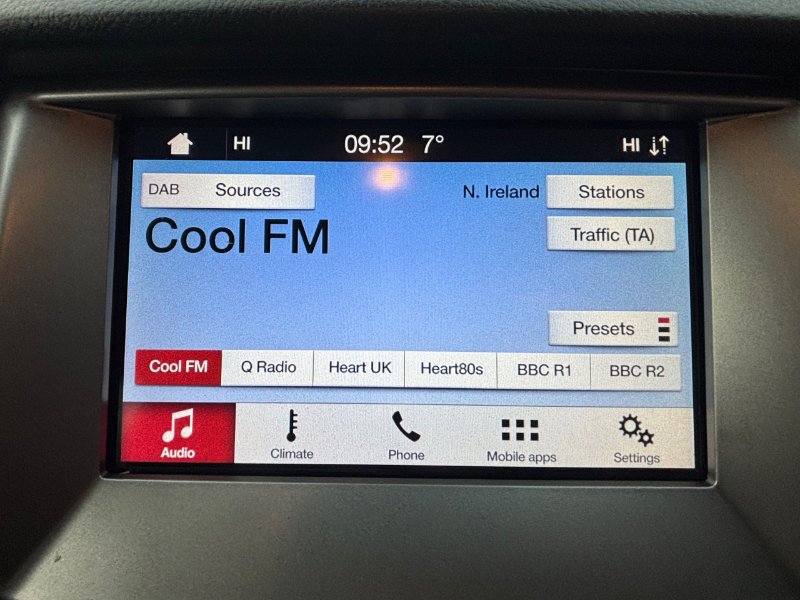 HI 09:52 7° HI
DAB Sources N. Ireland Stations
Cool FM Traffic (TA)
Presets
Cool FM Q Radio Heart UK Heart80s BBC R1 BBC R2
Audio Climate Phone Mobile apps Settings